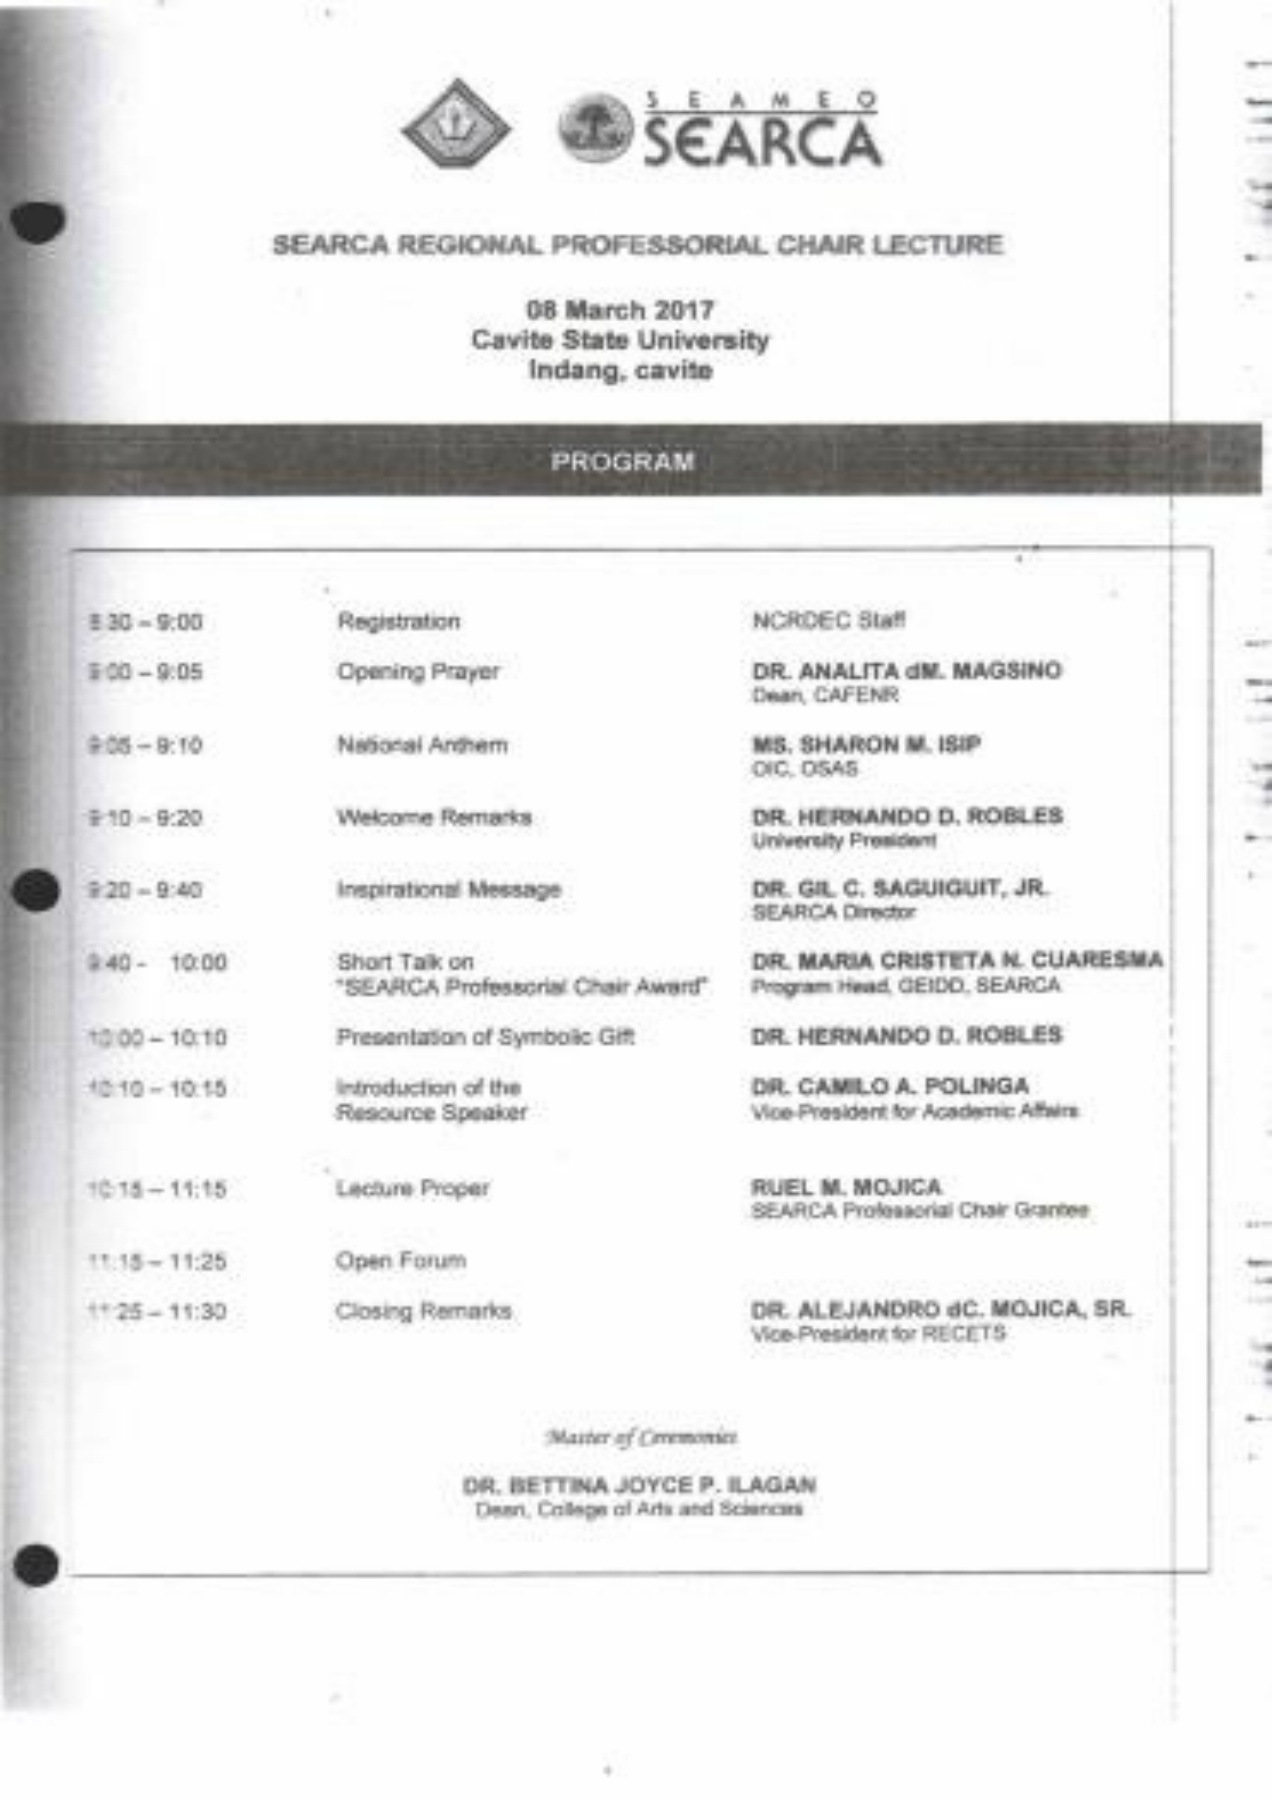 SEAMEO
SEARCA
SEARCA REGIONAL PROFESSORIAL CHAIR LECTURE
08 March 2017
Cavite State University
Indang, cavite
PROGRAM
8:30 – 9:00 Registration NCRDEC Staff
9:00 – 9:05 Opening Prayer DR. ANALITA dM. MAGSINO
Dean, CAFENR
9:05 – 9:10 National Anthem MS. SHARON M. ISIP
OIC, OSAS
9:10 – 9:20 Welcome Remarks DR. HERNANDO D. ROBLES
University President
9:20 – 9:40 Inspirational Message DR. GIL C. SAGUIGUIT, JR.
SEARCA Director
9:40 - 10:00 Short Talk on DR. MARIA CRISTETA N. CUARESMA
"SEARCA Professorial Chair Award" Program Head, GEIDD, SEARCA
10:00 – 10:10 Presentation of Symbolic Gift DR. HERNANDO D. ROBLES
10:10 – 10:15 Introduction of the DR. CAMILO A. POLINGA
Resource Speaker Vice-President for Academic Affairs
10:15 – 11:15 Lecture Proper RUEL M. MOJICA
SEARCA Professorial Chair Grantee
11:15 – 11:25 Open Forum
11:25 – 11:30 Closing Remarks DR. ALEJANDRO dC. MOJICA, SR.
Vice-President for RECETS
Master of Ceremonies
DR. BETTINA JOYCE P. ILAGAN
Dean, College of Arts and Sciences